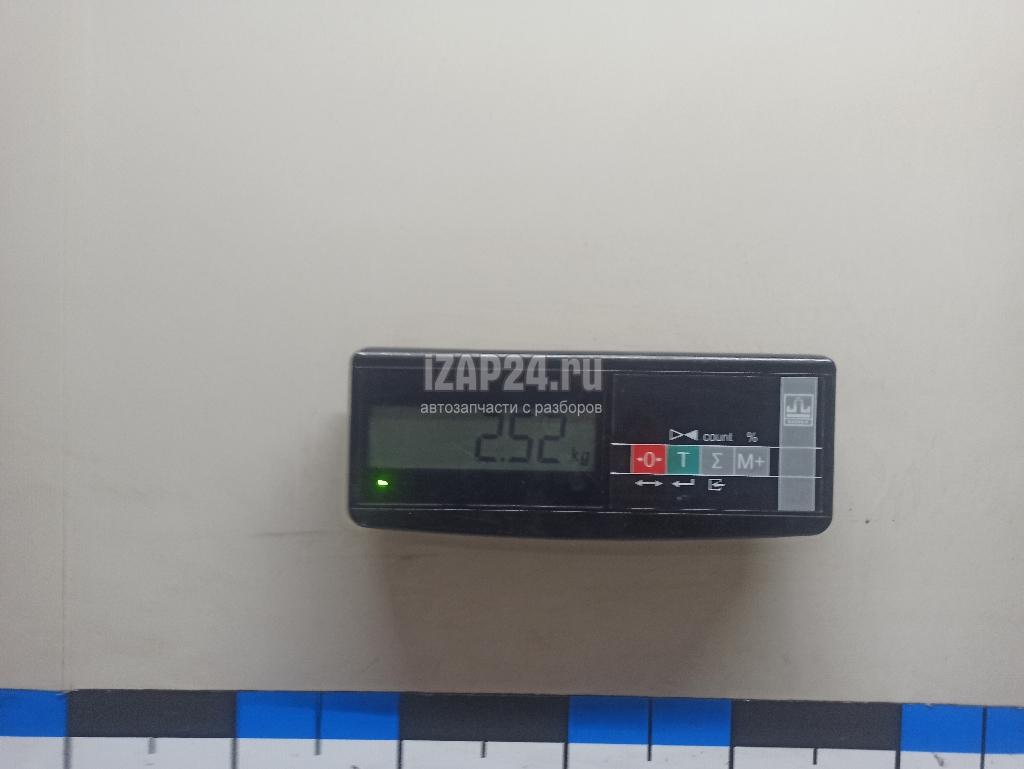 iZAP24.ru
автозапчасти с разборов
2.52 kg
count %
→0← T Σ M+